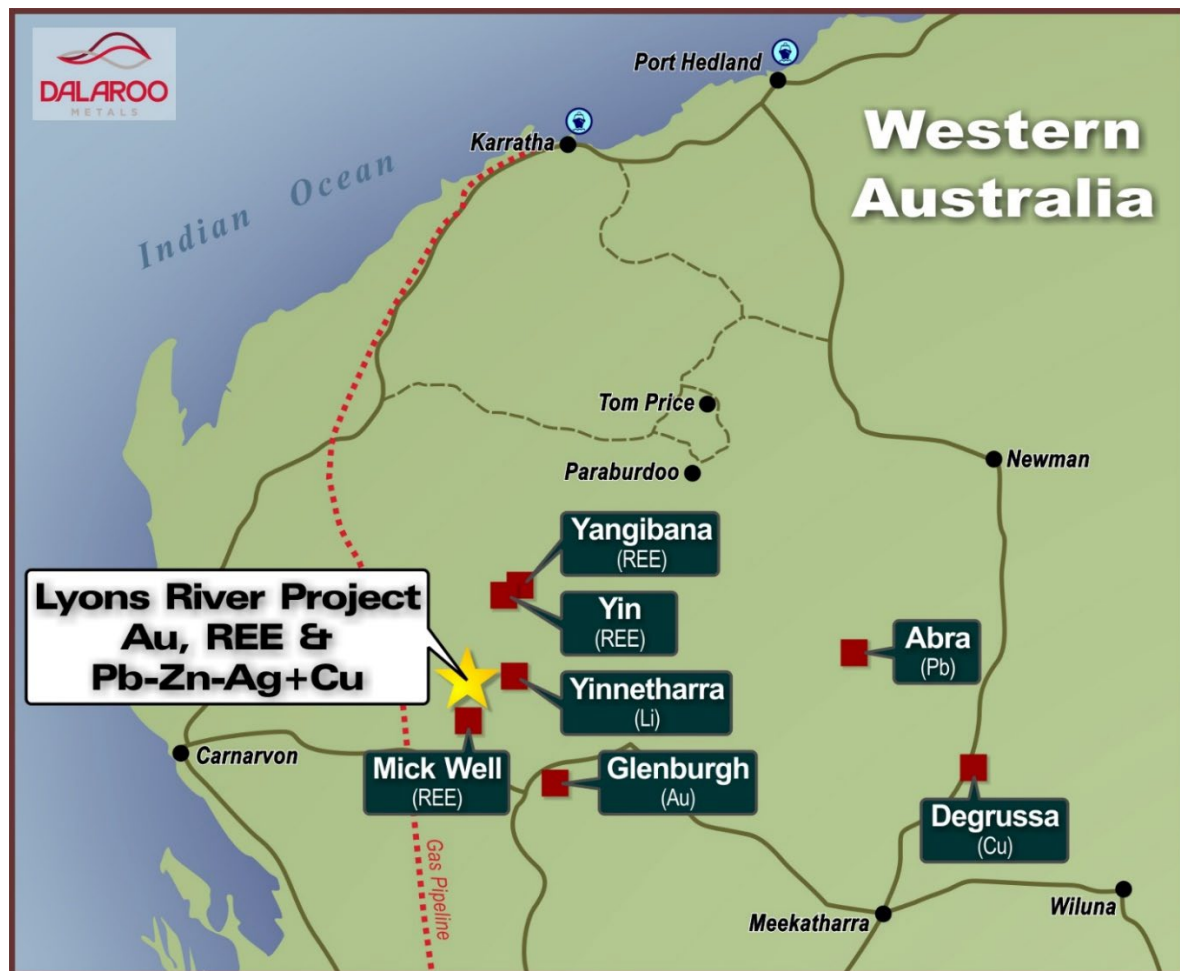 DALAROO
METALS
Port Hedland
Karratha
Western
Australia
Indian Ocean
Tom Price
Paraburdoo
Newman
Yangibana
(REE)
Yin
(REE)
Lyons River Project
Au, REE &
Pb-Zn-Ag+Cu
Abra
(Pb)
Yinnetharra
(Li)
Carnarvon
Mick Well
(REE)
Glenburgh
(Au)
Degrussa
(Cu)
Gas Pipeline
Meekatharra
Wiluna